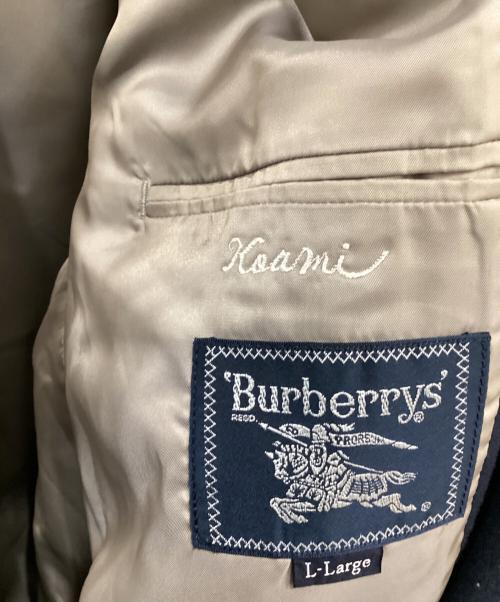 Koami
'Burberrys'®
REGD.
PRORSUM
®
L-Large